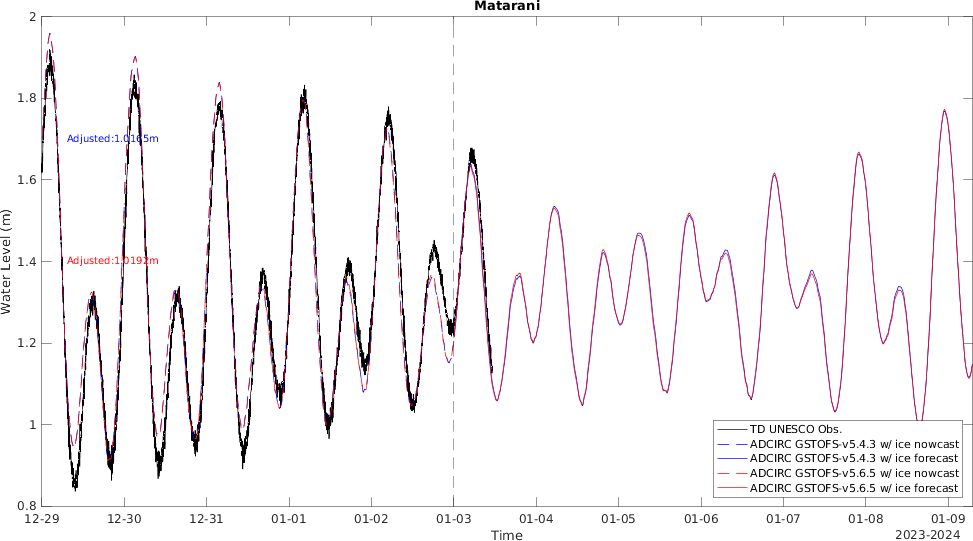 Matarani
2
1.8
1.6
1.4
1.2
1
0.8
Water Level (m)
Adjusted:1.0165m
Adjusted:1.0192m
TD UNESCO Obs.
ADCIRC GSTOFS-v5.4.3 w/ ice nowcast
ADCIRC GSTOFS-v5.4.3 w/ ice forecast
ADCIRC GSTOFS-v5.6.5 w/ ice nowcast
ADCIRC GSTOFS-v5.6.5 w/ ice forecast
12-29 12-30 12-31 01-01 01-02 01-03 01-04 01-05 01-06 01-07 01-08 01-09
Time
2023-2024